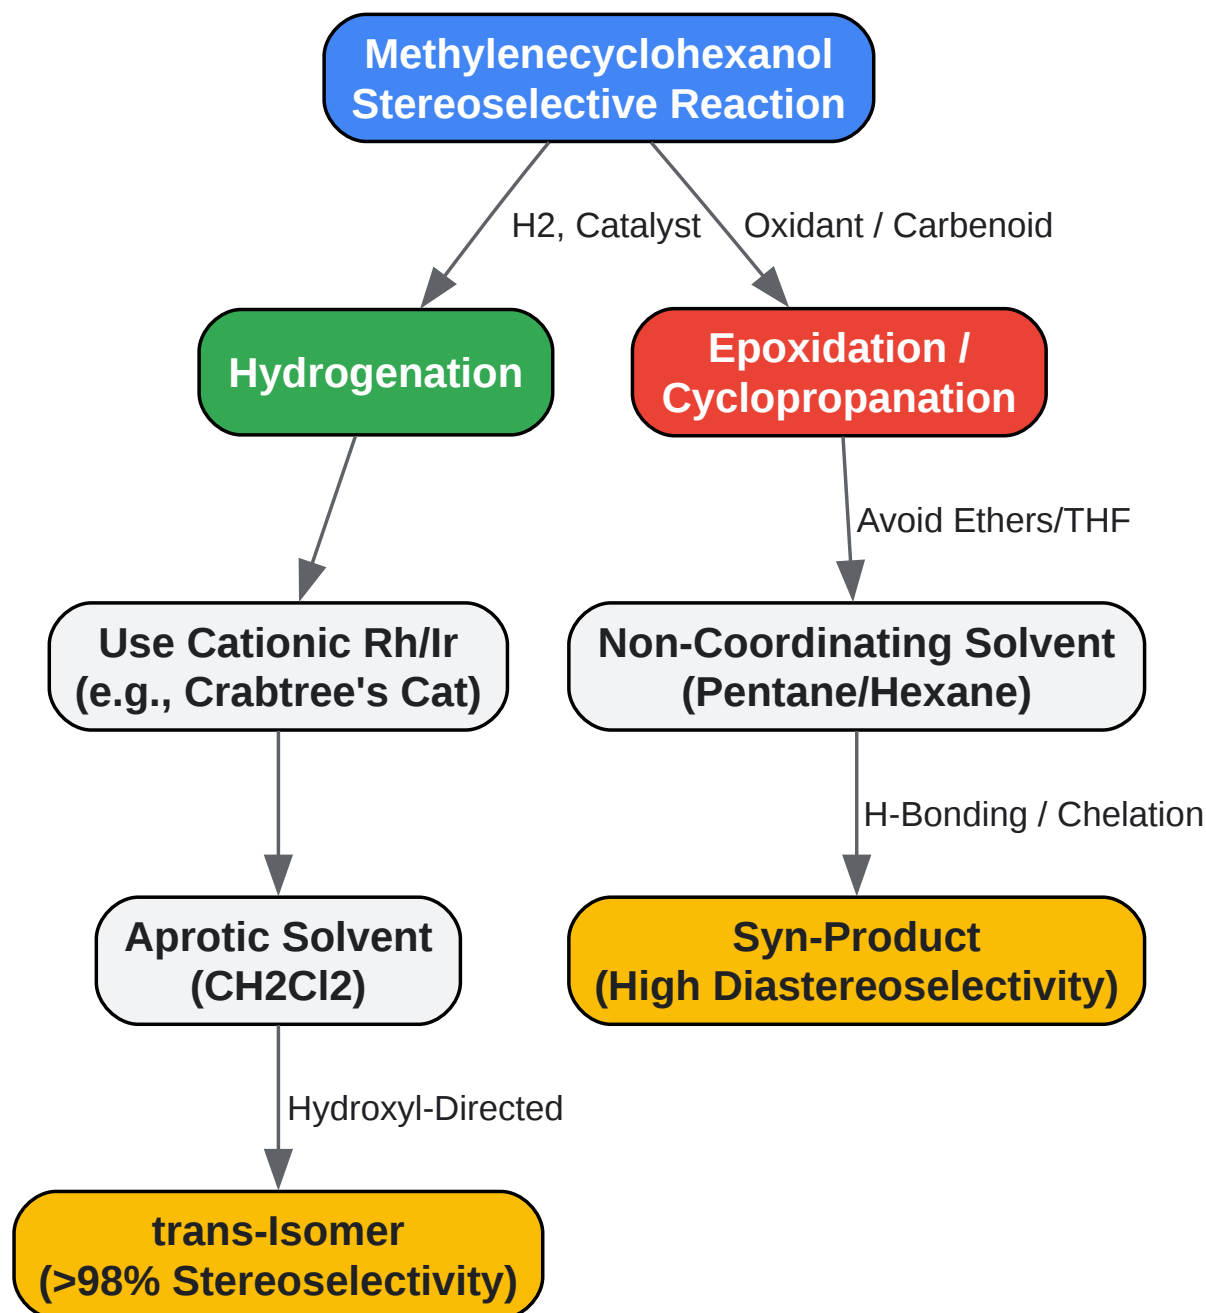 Methylenecyclohexanol
Stereoselective Reaction
H2, Catalyst
Oxidant / Carbenoid
Hydrogenation
Epoxidation /
Cyclopropanation
Avoid Ethers/THF
Use Cationic Rh/Ir
(e.g., Crabtree's Cat)
Non-Coordinating Solvent
(Pentane/Hexane)
H-Bonding / Chelation
Aprotic Solvent
(CH2Cl2)
Syn-Product
(High Diastereoselectivity)
Hydroxyl-Directed
trans-Isomer
(>98% Stereoselectivity)